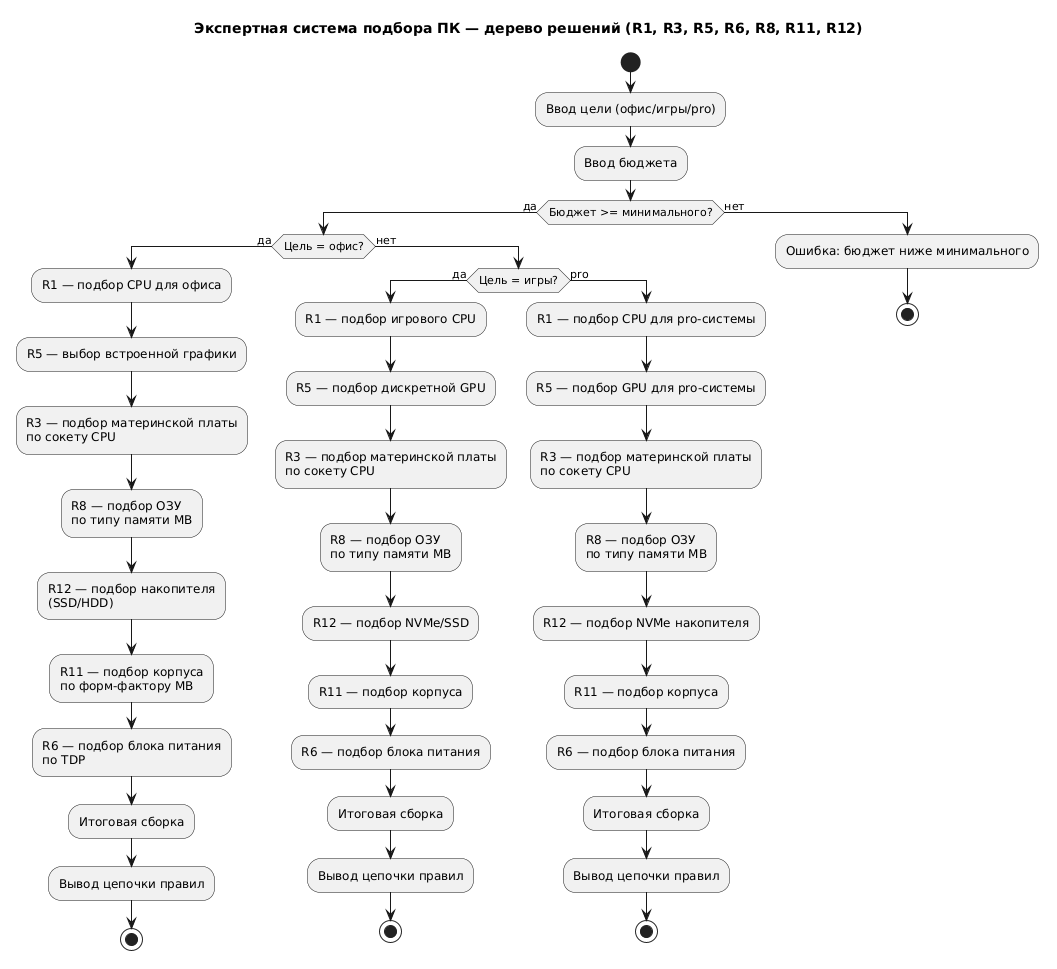 Экспертная система подбора ПК — дерево решений (R1, R3, R5, R6, R8, R11, R12)
Ввод цели (офис/игры/pro)
Ввод бюджета
да
Бюджет >= минимального?
нет
да
Цель = офис?
нет
Ошибка: бюджет ниже минимального
R1 — подбор CPU для офиса
R5 — выбор встроенной графики
R3 — подбор материнской платы
по сокету CPU
R8 — подбор ОЗУ
по типу памяти MB
R12 — подбор накопителя
(SSD/HDD)
R11 — подбор корпуса
по форм-фактору MB
R6 — подбор блока питания
по TDP
Итоговая сборка
Вывод цепочки правил
да
Цель = игры?
pro
R1 — подбор игрового CPU
R5 — подбор дискретной GPU
R3 — подбор материнской платы
по сокету CPU
R8 — подбор ОЗУ
по типу памяти MB
R12 — подбор NVMe/SSD
R11 — подбор корпуса
R6 — подбор блока питания
Итоговая сборка
Вывод цепочки правил
R1 — подбор CPU для pro-системы
R5 — подбор GPU для pro-системы
R3 — подбор материнской платы
по сокету CPU
R8 — подбор ОЗУ
по типу памяти MB
R12 — подбор NVMe накопителя
R11 — подбор корпуса
R6 — подбор блока питания
Итоговая сборка
Вывод цепочки правил